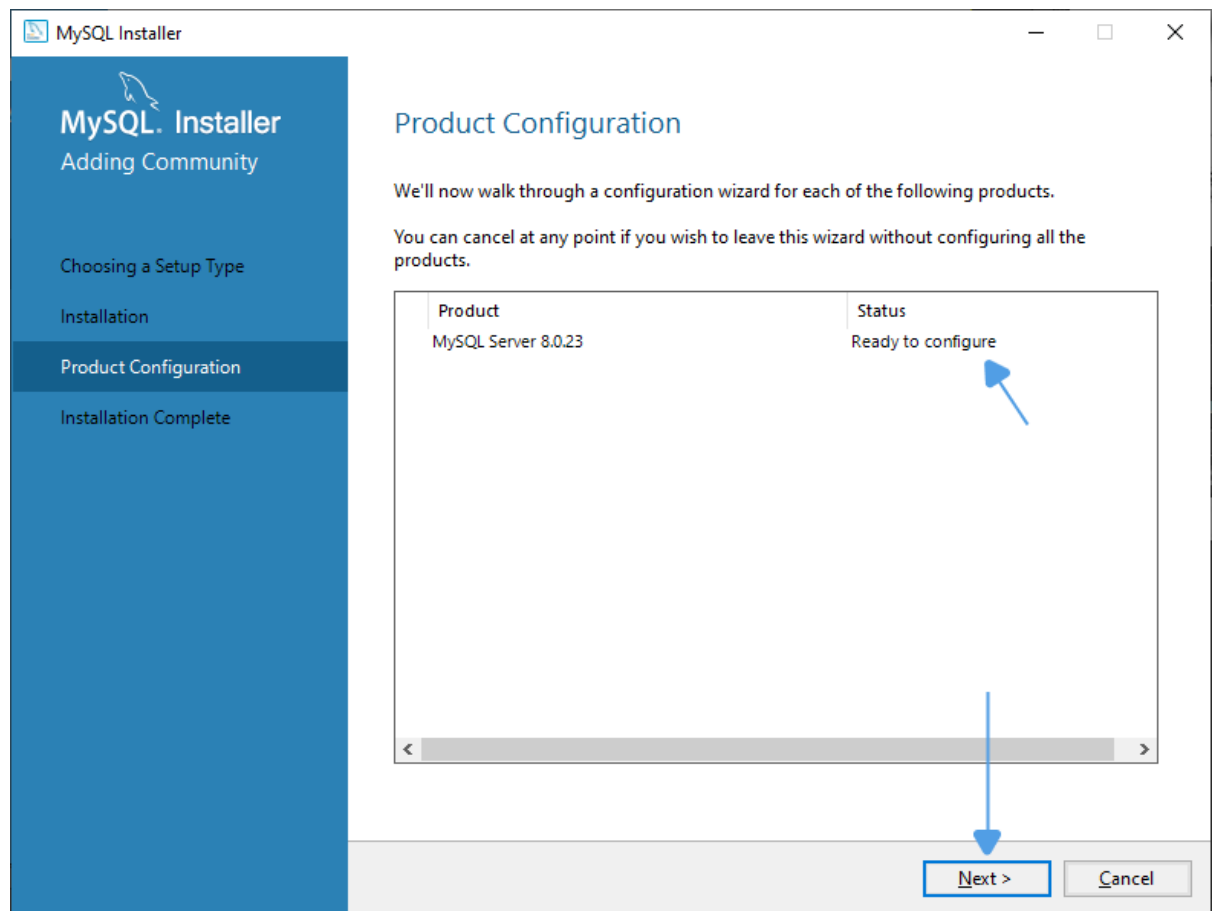 MySQL Installer
MySQL. Installer
Adding Community
Choosing a Setup Type
Installation
Product Configuration
Installation Complete
Product Configuration
We'll now walk through a configuration wizard for each of the following products.
You can cancel at any point if you wish to leave this wizard without configuring all the
products.
Product Status
MySQL Server 8.0.23 Ready to configure
Next > Cancel